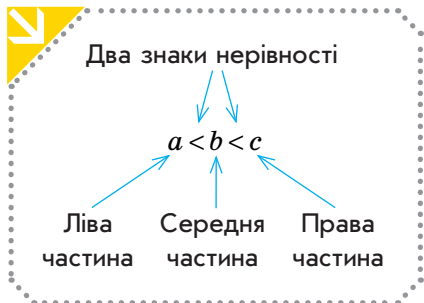 Два знаки нерівності
a < b < c
Ліва Середня Права
частина частина частина